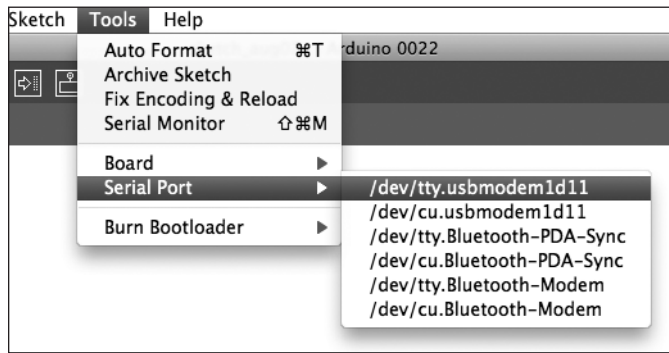 Sketch Tools Help
rduino 0022
Auto Format ⌘T
Archive Sketch
Fix Encoding & Reload
Serial Monitor ⇧⌘M
Board ▶
Serial Port ▶
Burn Bootloader ▶
/dev/tty.usbmodem1d11
/dev/cu.usbmodem1d11
/dev/tty.Bluetooth-PDA-Sync
/dev/cu.Bluetooth-PDA-Sync
/dev/tty.Bluetooth-Modem
/dev/cu.Bluetooth-Modem